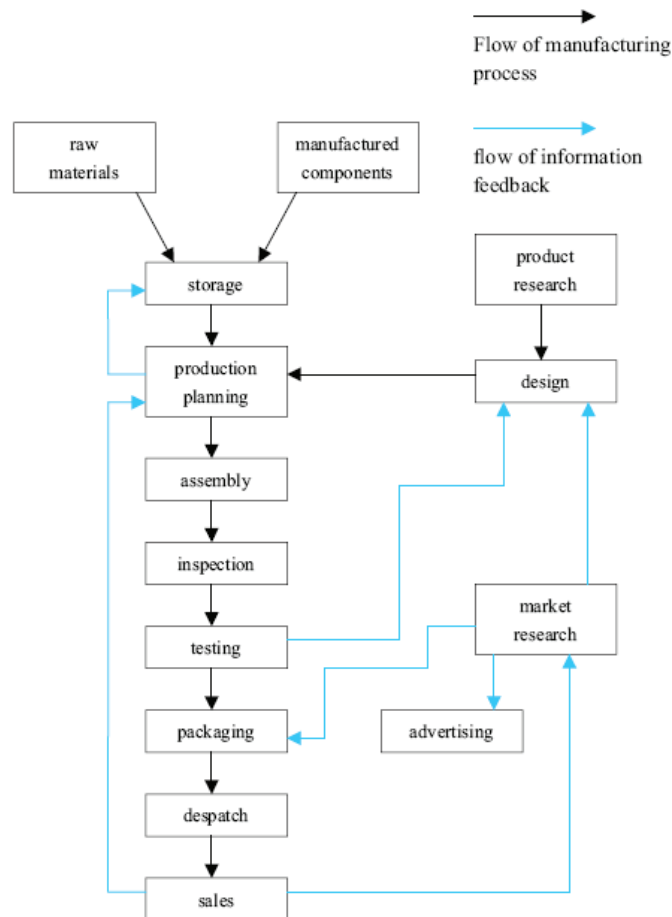 Flow of manufacturing
process
raw
materials
manufactured
components
flow of information
feedback
storage
product
research
production
planning
design
assembly
inspection
testing
market
research
packaging
advertising
despatch
sales